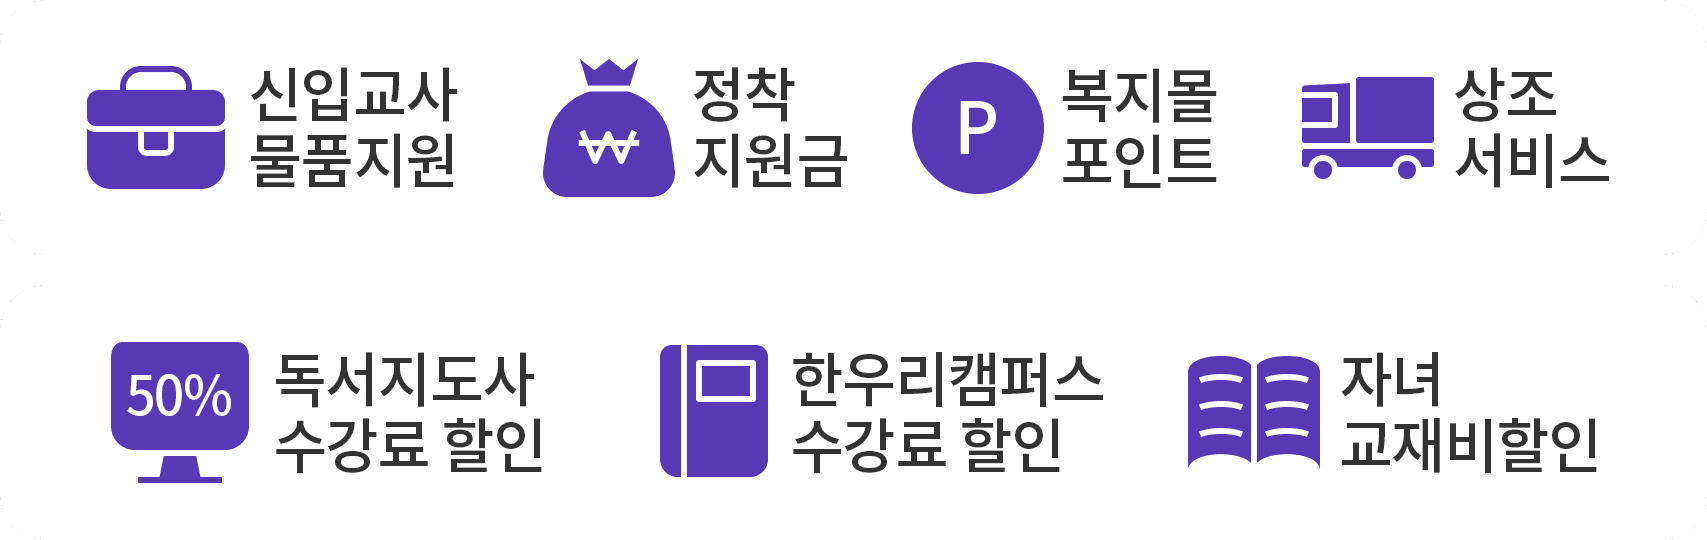 신입교사
물품지원
₩
정착
지원금
P
복지몰
포인트
상조
서비스
50%
독서지도사
수강료 할인
한우리캠퍼스
수강료 할인
자녀
교재비할인